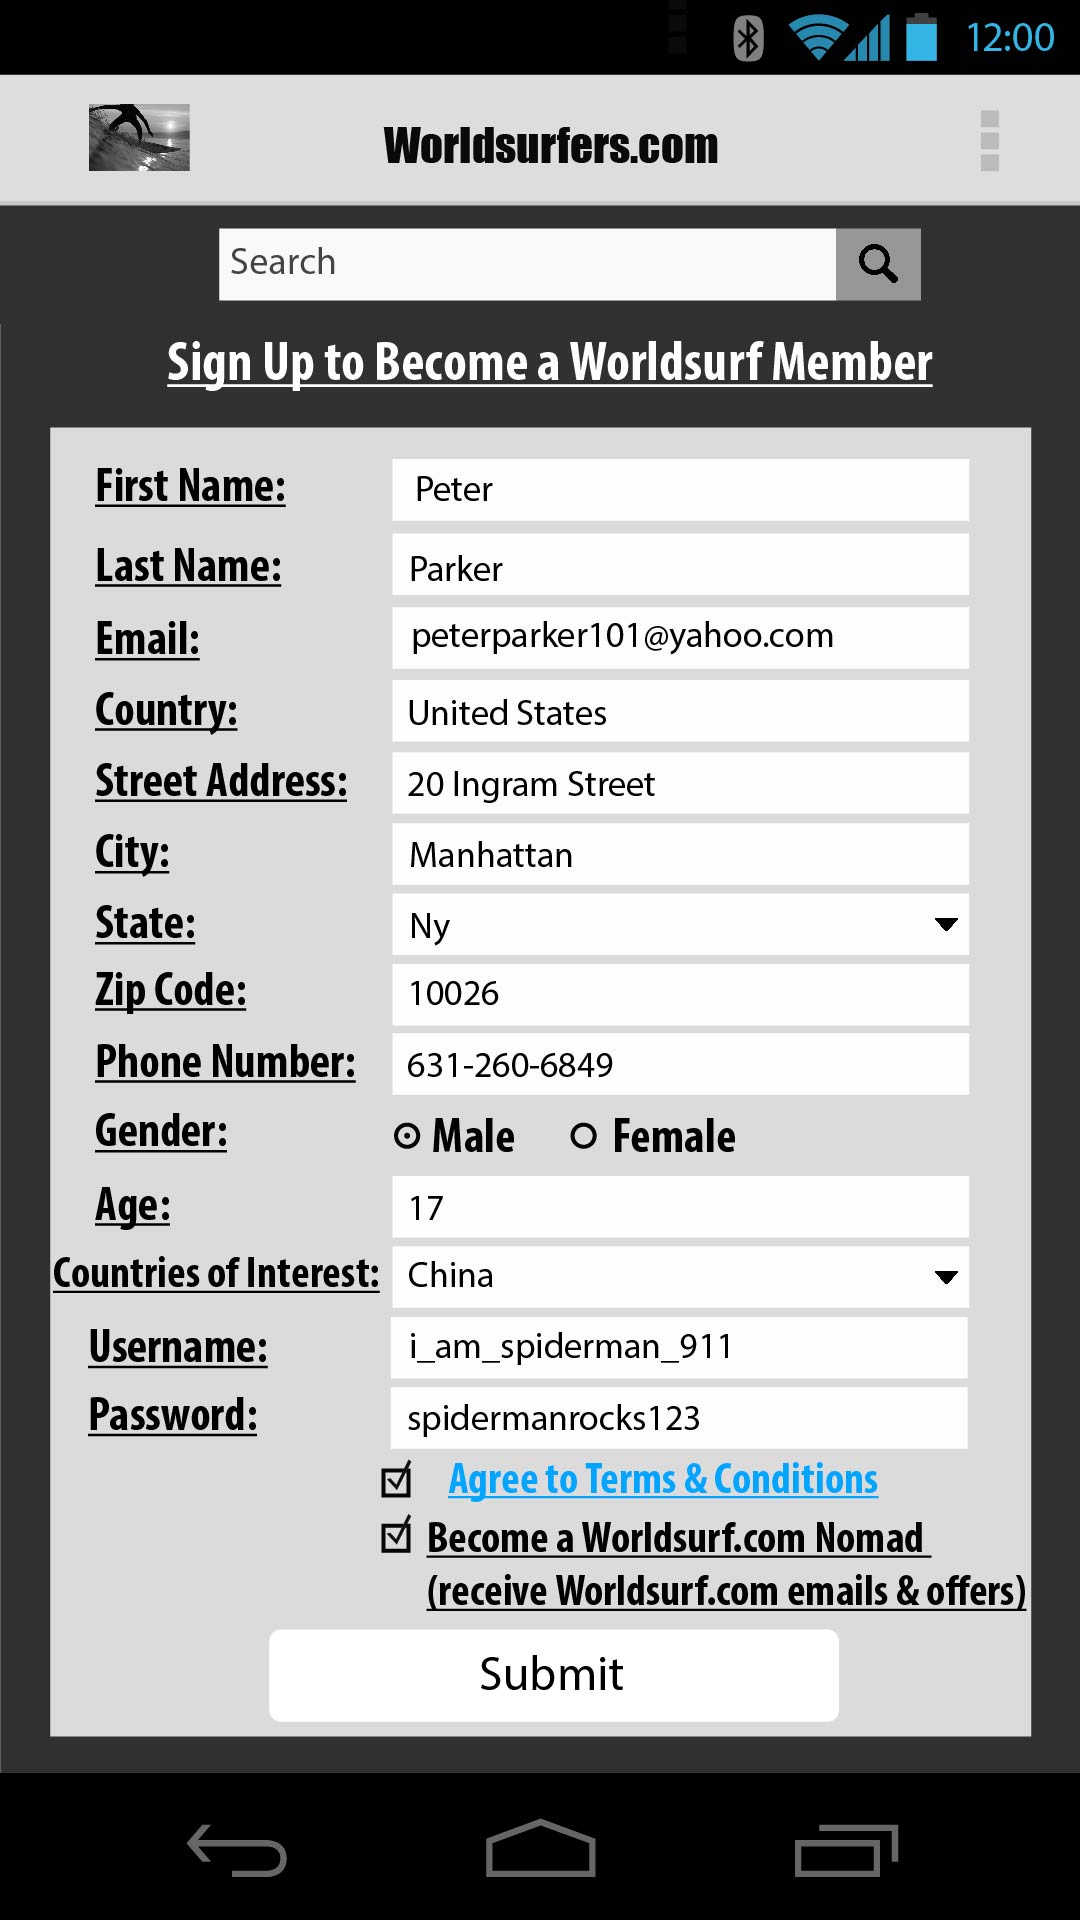 12:00
Worldsurfers.com
Search
Sign Up to Become a Worldsurf Member
First Name: Peter
Last Name: Parker
Email: peterparker101@yahoo.com
Country: United States
Street Address: 20 Ingram Street
City: Manhattan
State: Ny
Zip Code: 10026
Phone Number: 631-260-6849
Gender: Male Female
Age: 17
Countries of Interest: China
Username: i_am_spiderman_911
Password: spidermanrocks123
Agree to Terms & Conditions
Become a Worldsurf.com Nomad
(receive Worldsurf.com emails & offers)
Submit